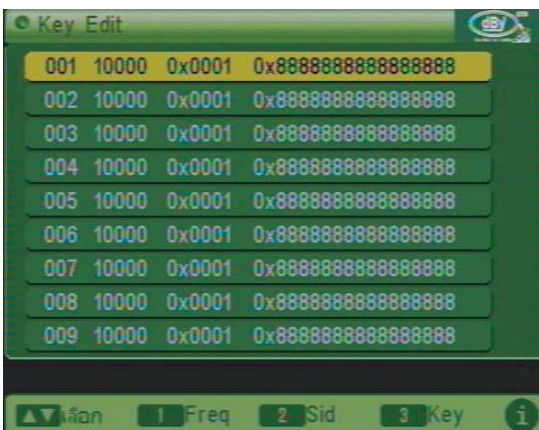 Key Edit
dBy
001 10000 0x0001 0x8888888888888888
002 10000 0x0001 0x8888888888888888
003 10000 0x0001 0x8888888888888888
004 10000 0x0001 0x8888888888888888
005 10000 0x0001 0x8888888888888888
006 10000 0x0001 0x8888888888888888
007 10000 0x0001 0x8888888888888888
008 10000 0x0001 0x8888888888888888
009 10000 0x0001 0x8888888888888888
▲▼ เลือก 1 Freq 2 Sid 3 Key i